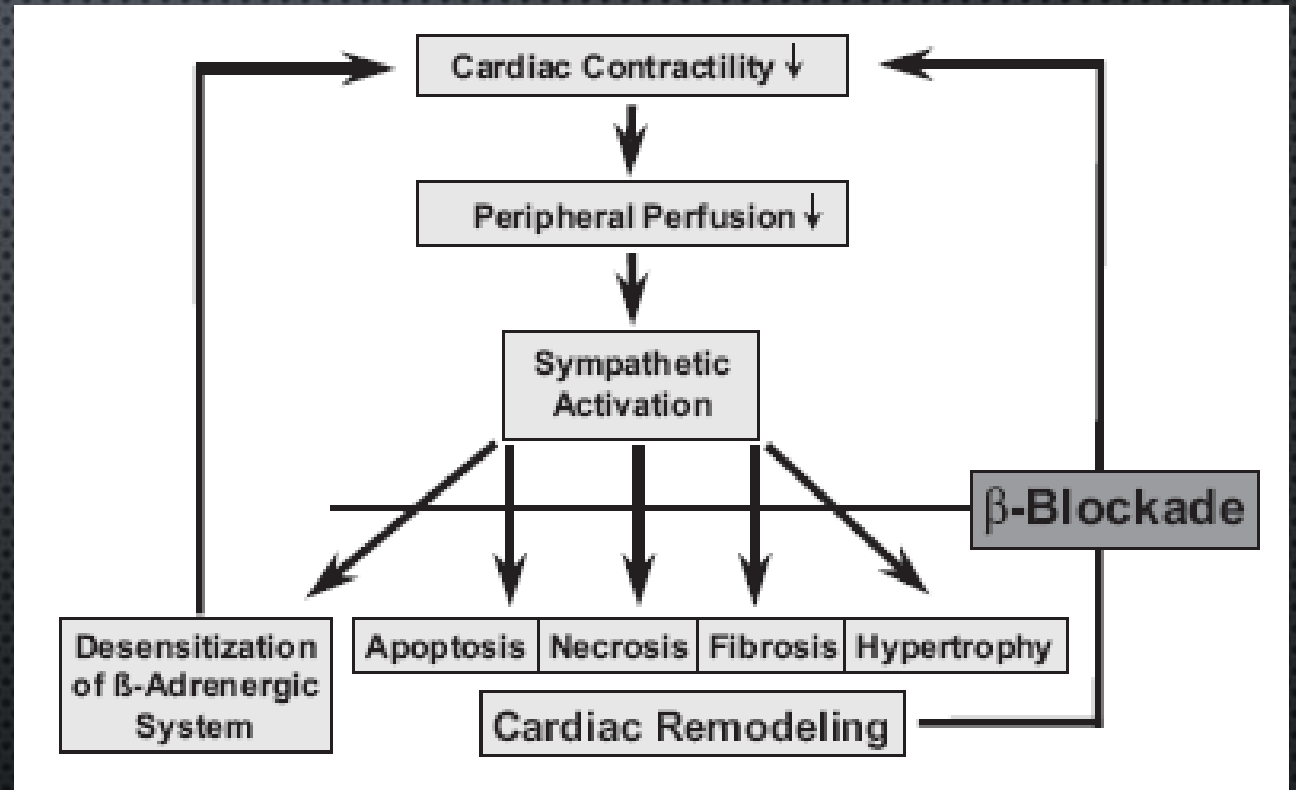 Cardiac Contractility ↓
Peripheral Perfusion ↓
Sympathetic
Activation
β-Blockade
Desensitization
of ß-Adrenergic
System
Apoptosis Necrosis Fibrosis Hypertrophy
Cardiac Remodeling